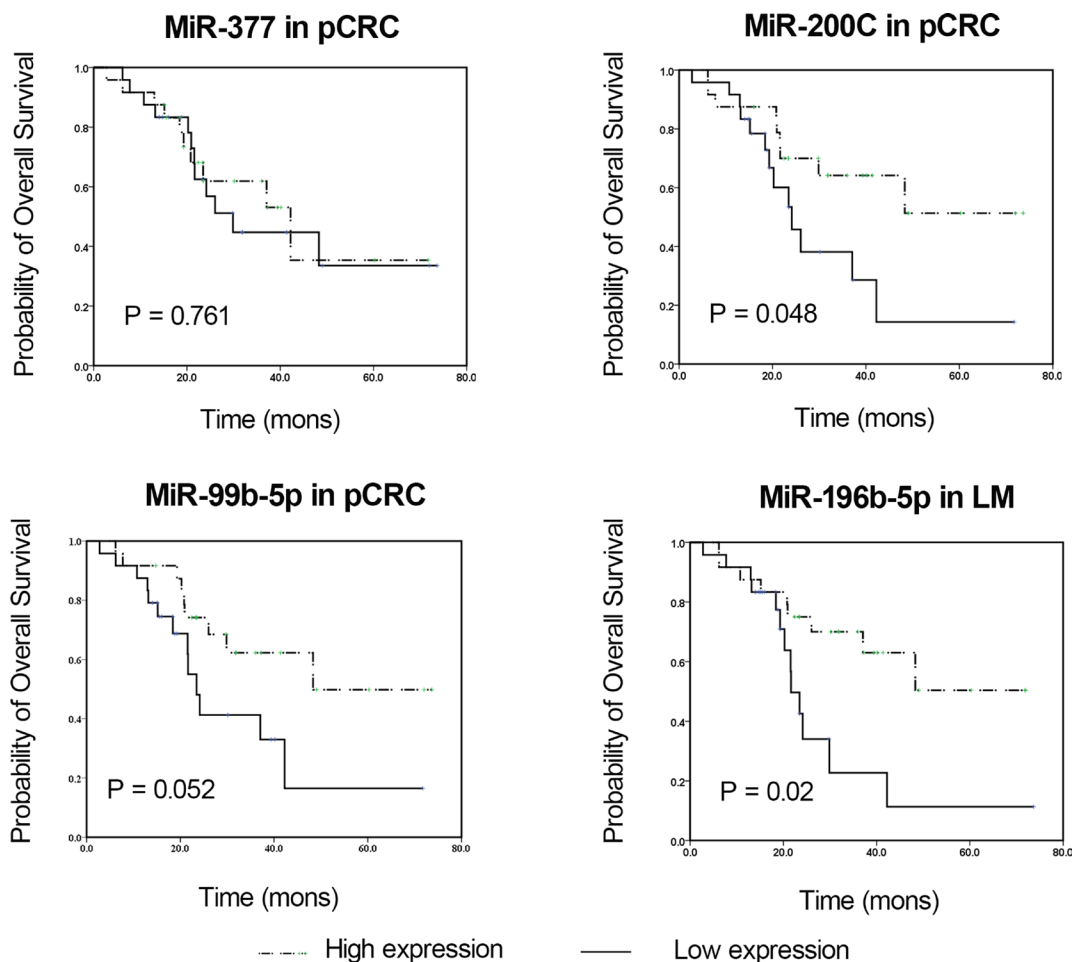 MiR-377 in pCRC
Probability of Overall Survival
1.0
0.8
0.6
0.4
0.2
0.0
P = 0.761
0.0 20.0 40.0 60.0 80.0
Time (mons)
MiR-200C in pCRC
Probability of Overall Survival
1.0
0.8
0.6
0.4
0.2
0.0
P = 0.048
0.0 20.0 40.0 60.0 80.0
Time (mons)
MiR-99b-5p in pCRC
Probability of Overall Survival
1.0
0.8
0.6
0.4
0.2
0.0
P = 0.052
0.0 20.0 40.0 60.0 80.0
Time (mons)
MiR-196b-5p in LM
Probability of Overall Survival
1.0
0.8
0.6
0.4
0.2
0.0
P = 0.02
0.0 20.0 40.0 60.0 80.0
Time (mons)
High expression
Low expression